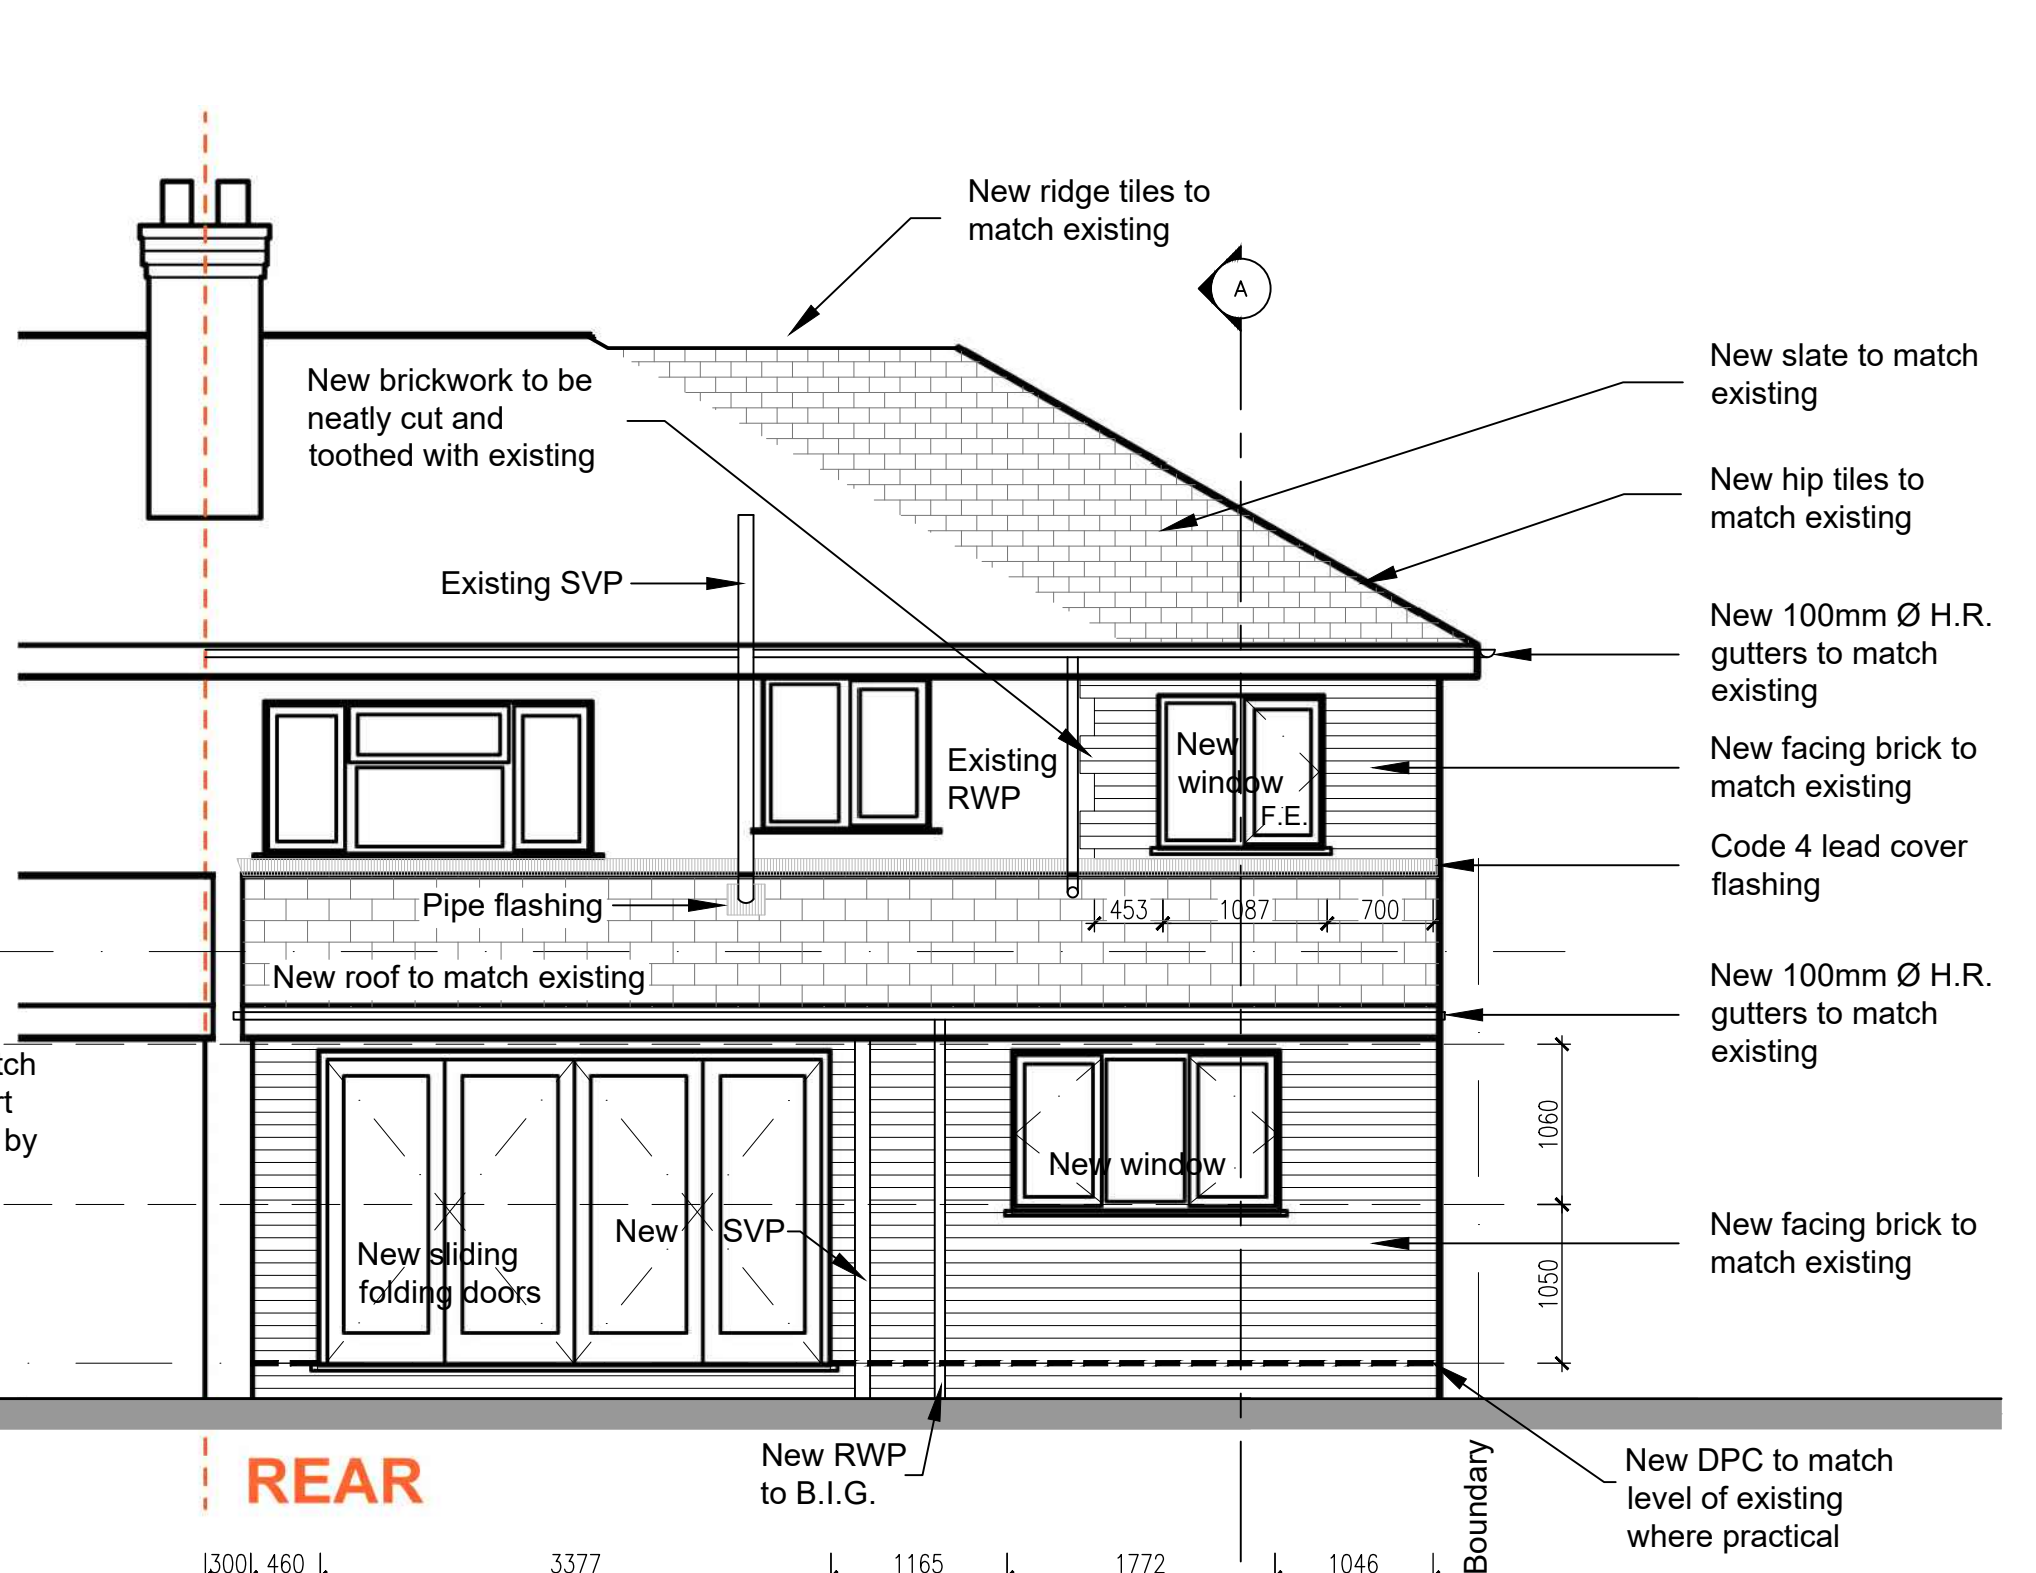 New ridge tiles to
match existing
A
New slate to match
existing
New brickwork to be
neatly cut and
toothed with existing
New hip tiles to
match existing
Existing SVP
New 100mm Ø H.R.
gutters to match
existing
Existing
RWP
New
window
F.E.
New facing brick to
match existing
Code 4 lead cover
flashing
Pipe flashing
453 1087 700
New roof to match existing
New 100mm Ø H.R.
gutters to match
existing
tch
rt
by
1060
New window
New SVP
New sliding
folding doors
New facing brick to
match existing
1050
New RWP
to B.I.G.
REAR
Boundary
New DPC to match
level of existing
where practical
300 460 3377 1165 1772 1046